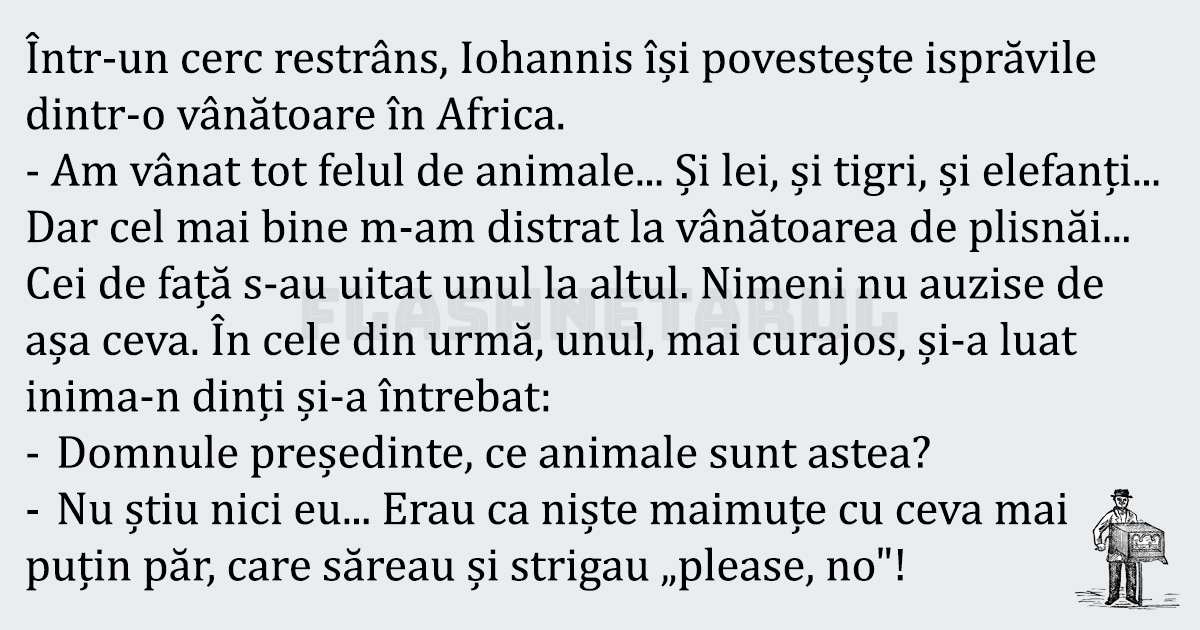 Într-un cerc restrâns, Iohannis își povestește isprăvile
dintr-o vânătoare în Africa.
- Am vânat tot felul de animale... Și lei, și tigri, și elefanți...
Dar cel mai bine m-am distrat la vânătoarea de plisnăi...
Cei de față s-au uitat unul la altul. Nimeni nu auzise de
FLASHNETARUL
așa ceva. În cele din urmă, unul, mai curajos, și-a luat
inima-n dinți și-a întrebat:
- Domnule președinte, ce animale sunt astea?
- Nu știu nici eu... Erau ca niște maimuțe cu ceva mai
puțin păr, care săreau și strigau „please, no"!